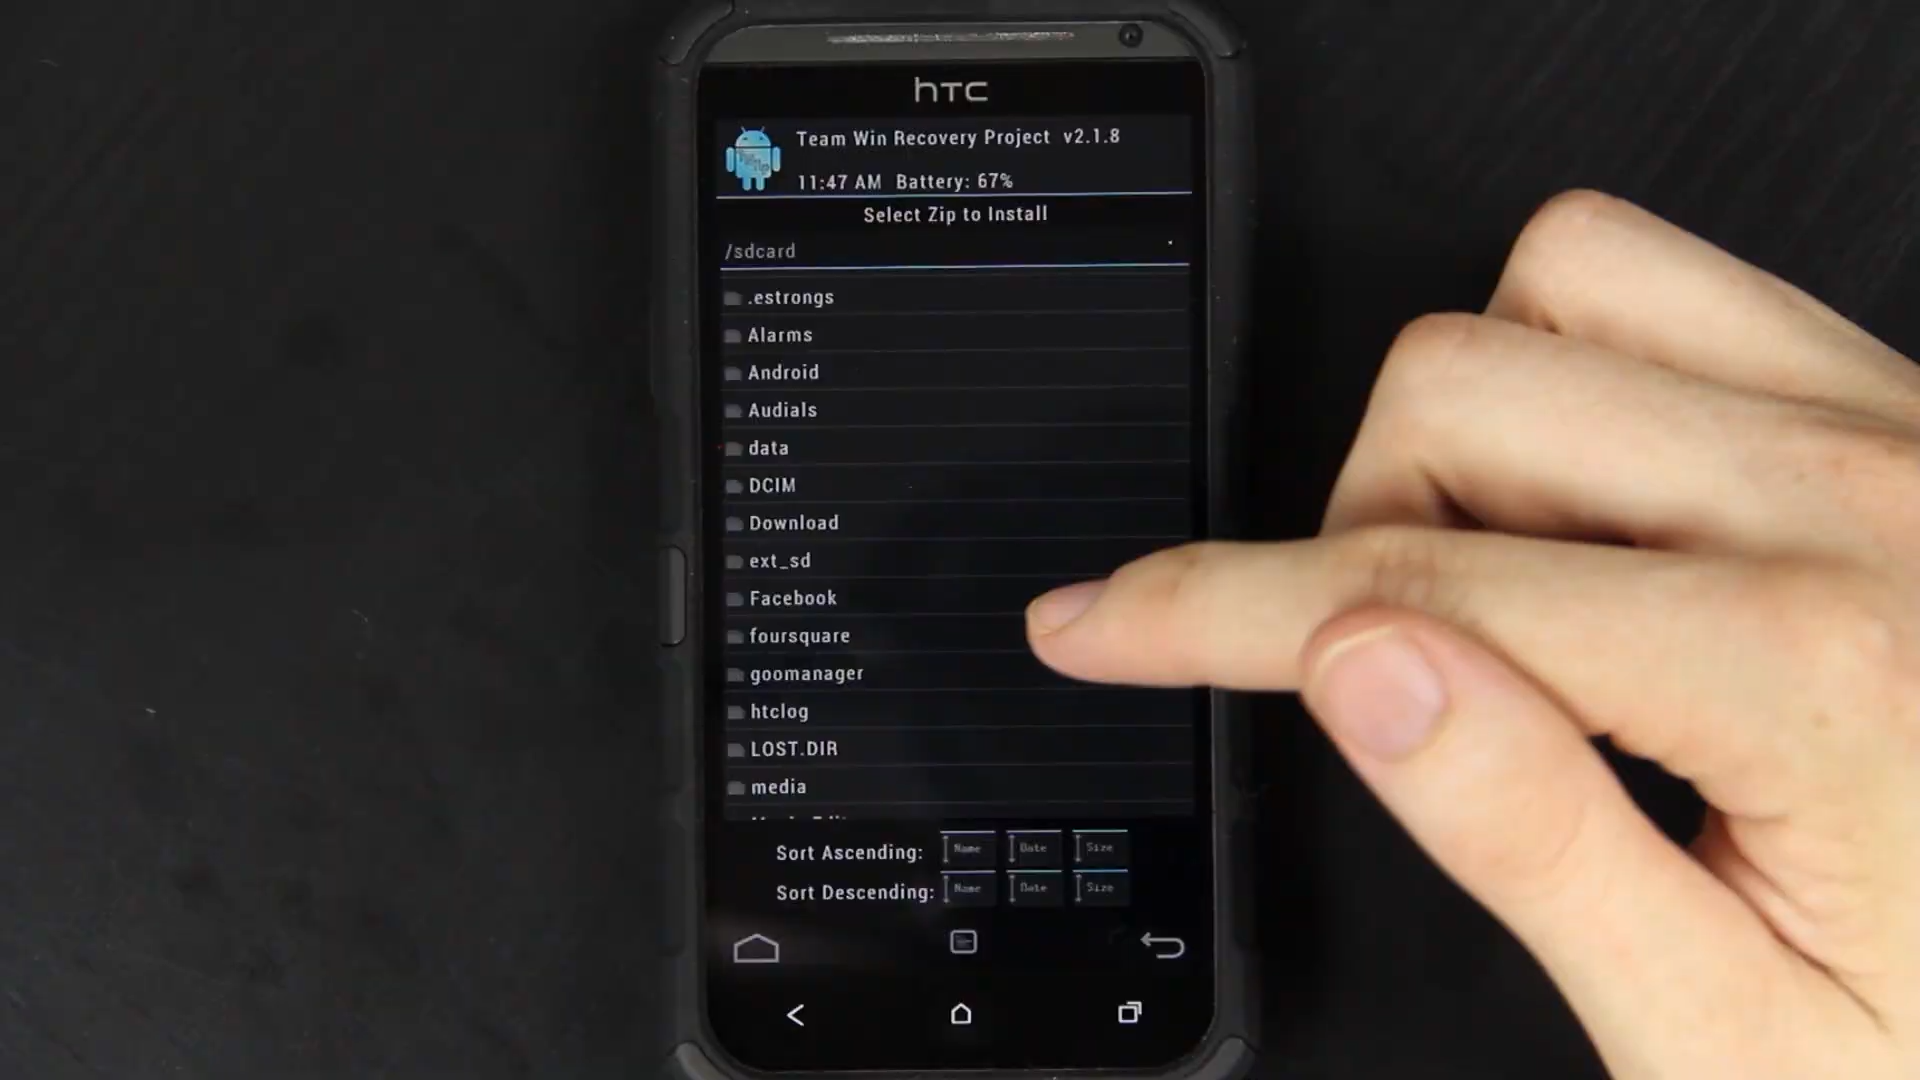 hTC
Team Win Recovery Project v2.1.8
11:47 AM Battery: 67%
Select Zip to Install
/sdcard
.estrongs
Alarms
Android
Audials
data
DCIM
Download
ext_sd
Facebook
foursquare
goomanager
htclog
LOST.DIR
media
Sort Ascending: Name Date Size
Sort Descending: Name Date Size